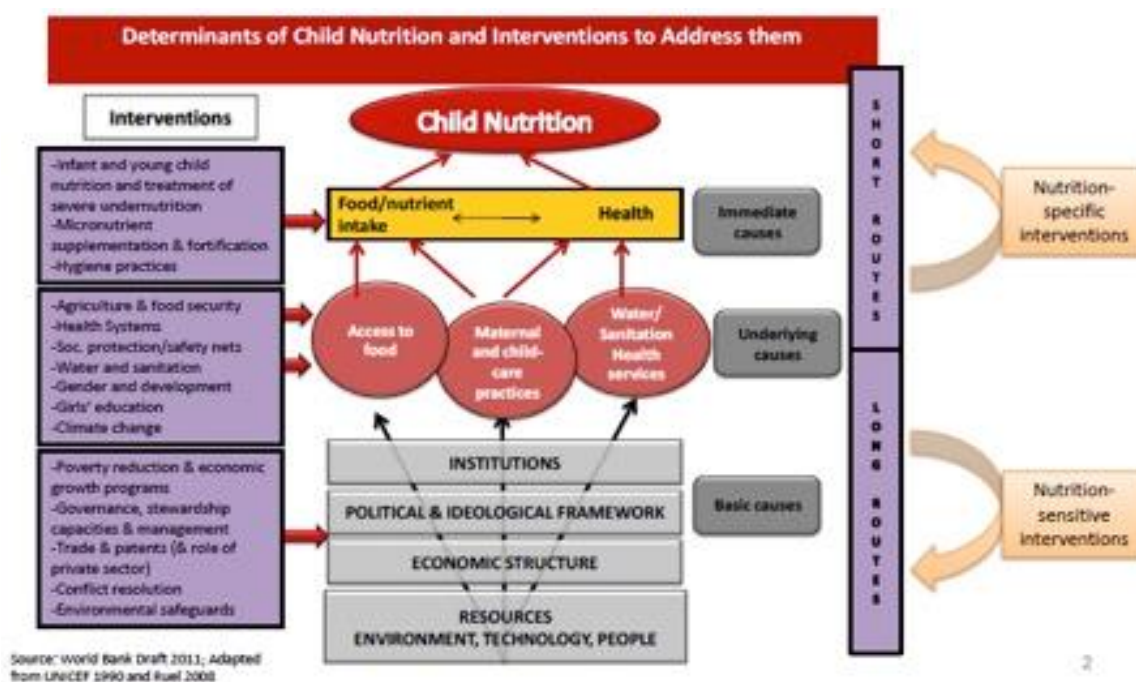 Determinants of Child Nutrition and Interventions to Address them
Interventions
-Infant and young child
nutrition and treatment of
severe undernutrition
-Micronutrient
supplementation & fortification
-Hygiene practices
-Agriculture & food security
-Health Systems
-Soc. protection/safety nets
-Water and sanitation
-Gender and development
-Girls' education
-Climate change
-Poverty reduction & economic
growth programs
-Governance, stewardship
capacities & management
-Trade & patents (& role of
private sector)
-Conflict resolution
-Environmental safeguards
Child Nutrition
Food/nutrient
intake
Health
Immediate
causes
Access to
food
Maternal
and child-
care
practices
Water/
Sanitation
Health
services
Underlying
causes
INSTITUTIONS
POLITICAL & IDEOLOGICAL FRAMEWORK
ECONOMIC STRUCTURE
RESOURCES
ENVIRONMENT, TECHNOLOGY, PEOPLE
Basic causes
SHORT ROUTES
LONG ROUTES
Nutrition-
specific
interventions
Nutrition-
sensitive
interventions
Source: World Bank Draft 2011; Adapted
from UNICEF 1990 and Ruel 2008
2